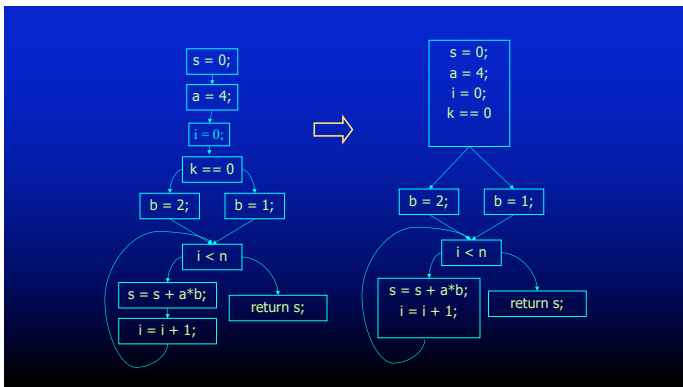 s = 0;
a = 4;
i = 0;
k == 0
b = 2;
b = 1;
i < n
s = s + a*b;
return s;
i = i + 1;
s = 0;
a = 4;
i = 0;
k == 0
b = 2;
b = 1;
i < n
s = s + a*b;
i = i + 1;
return s;